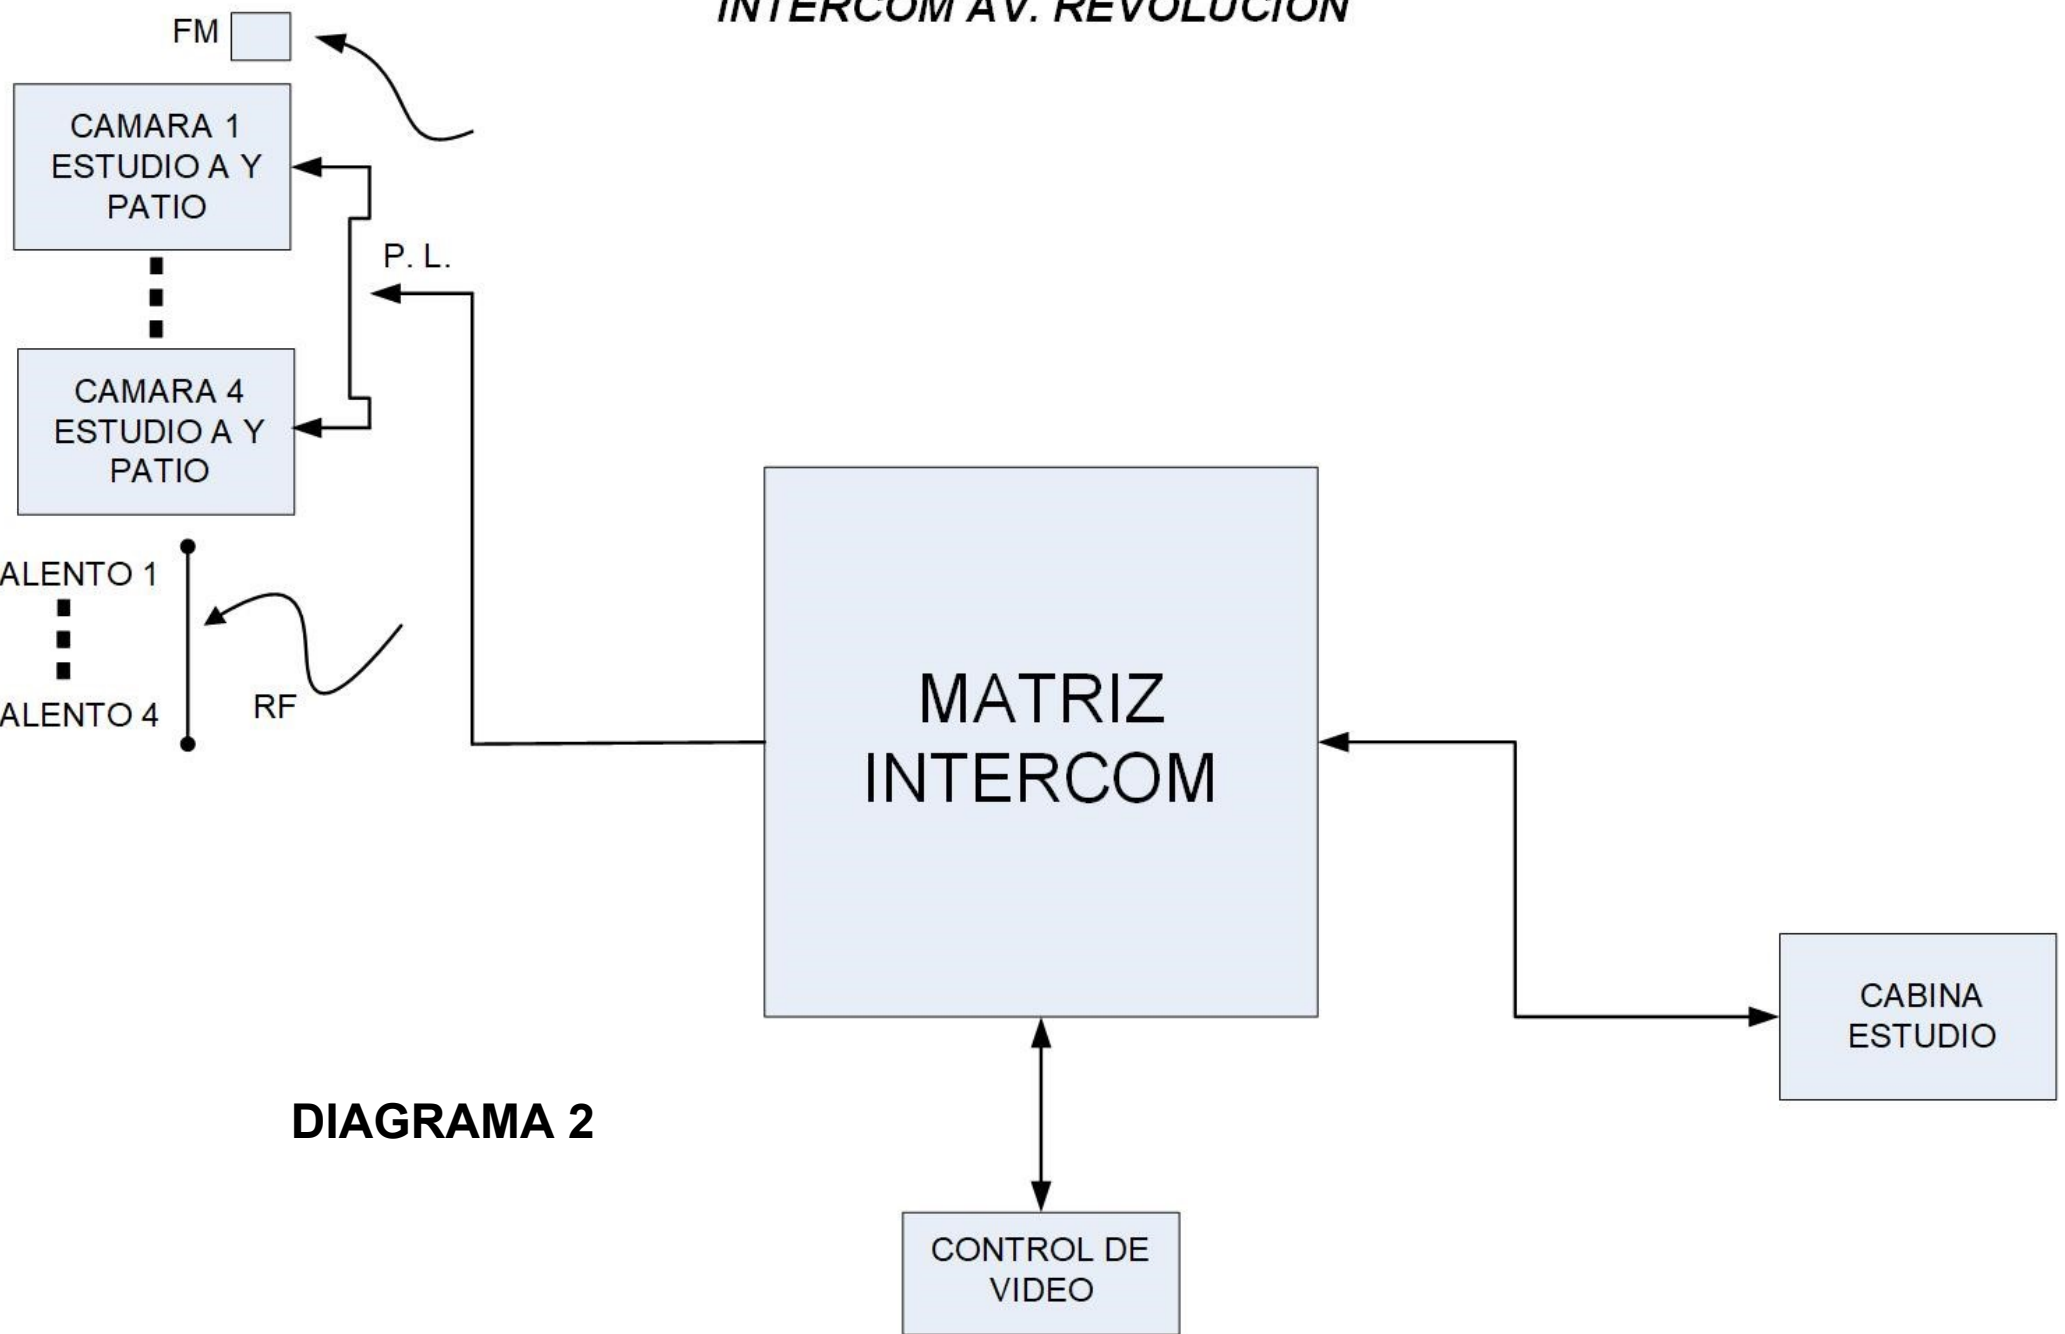 INTERCOM AV. REVOLUCION
FM
CAMARA 1
ESTUDIO A Y
PATIO
P. L.
CAMARA 4
ESTUDIO A Y
PATIO
ALENTO 1
RF
ALENTO 4
MATRIZ
INTERCOM
CABINA
ESTUDIO
DIAGRAMA 2
CONTROL DE
VIDEO